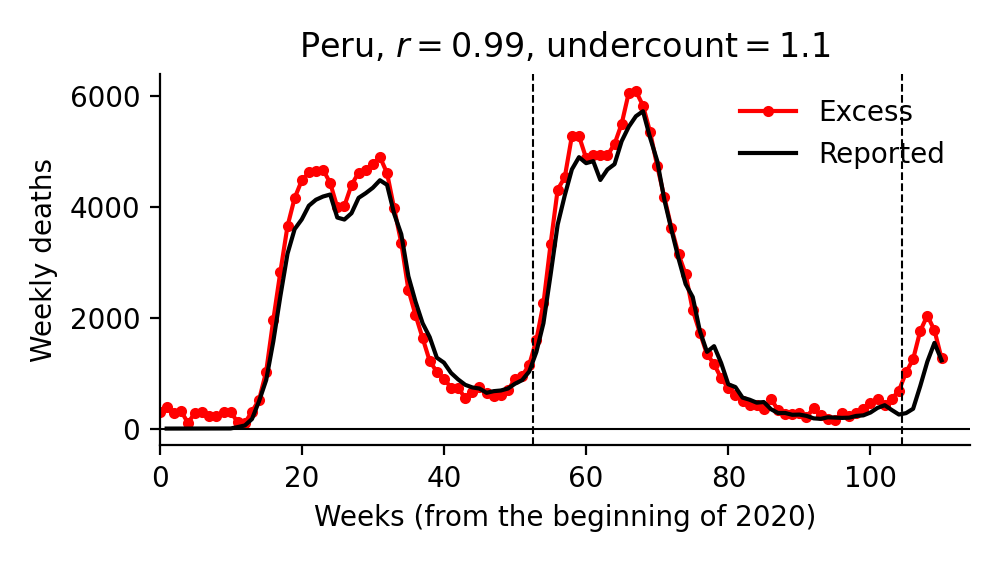 Peru, r = 0.99, undercount = 1.1
Excess
Reported
Weekly deaths
6000
4000
2000
0
0 20 40 60 80 100
Weeks (from the beginning of 2020)